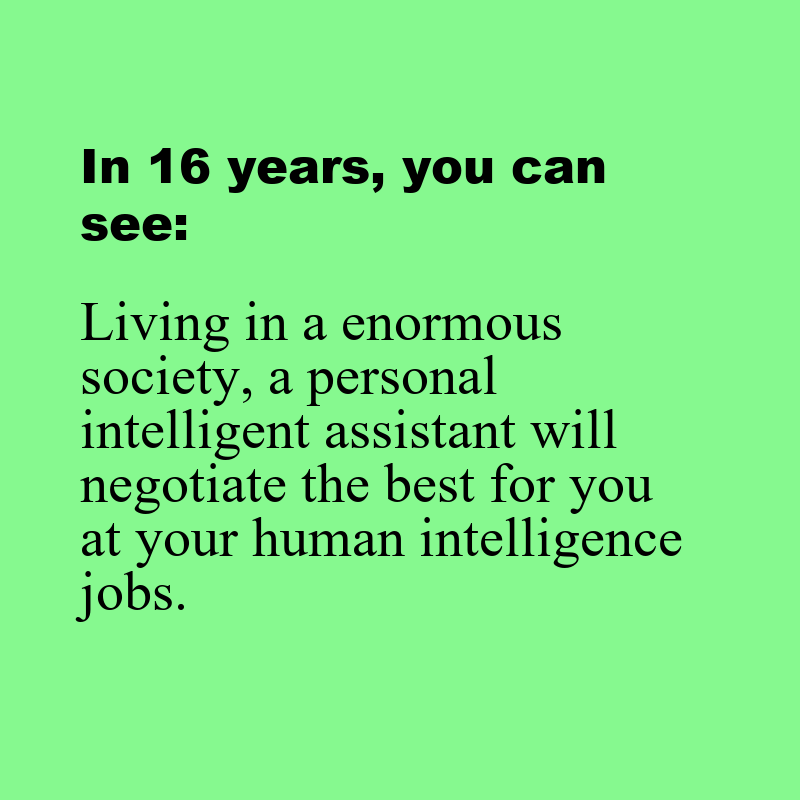 In 16 years, you can
see:
Living in a enormous
society, a personal
intelligent assistant will
negotiate the best for you
at your human intelligence
jobs.